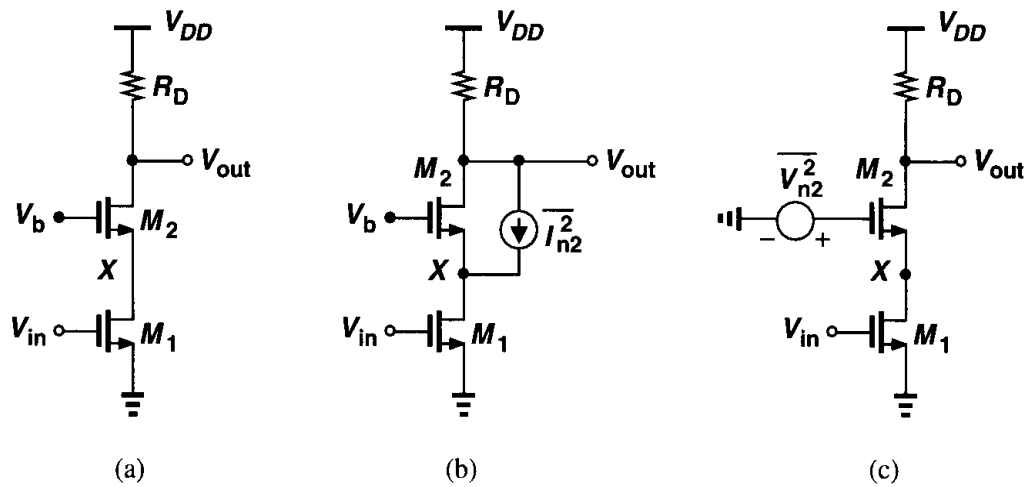 V_DD
R_D
V_out
V_b
M_2
X
V_in
M_1
(a)
V_DD
R_D
M_2
V_out
V_b
I_n2^2
X
V_in
M_1
(b)
V_DD
R_D
V_n2^2
M_2
V_out
− +
X
V_in
M_1
(c)